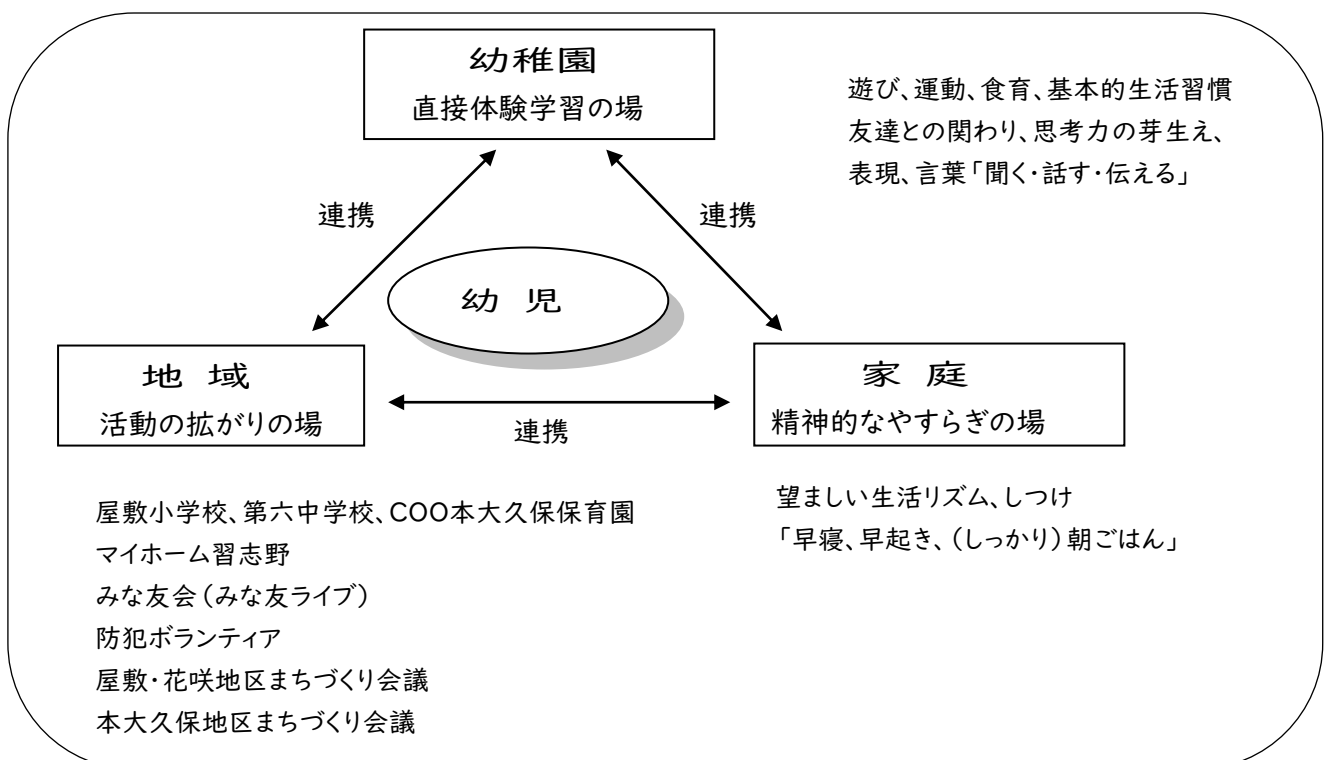 幼稚園
直接体験学習の場
遊び、運動、食育、基本的生活習慣
友達との関わり、思考力の芽生え、
表現、言葉「聞く・話す・伝える」
連携
連携
幼 児
地 域
活動の拡がりの場
連携
家 庭
精神的なやすらぎの場
屋敷小学校、第六中学校、COO本大久保保育園
マイホーム習志野
みな友会(みな友ライブ)
防犯ボランティア
屋敷・花咲地区まちづくり会議
本大久保地区まちづくり会議
望ましい生活リズム、しつけ
「早寝、早起き、(しっかり)朝ごはん」